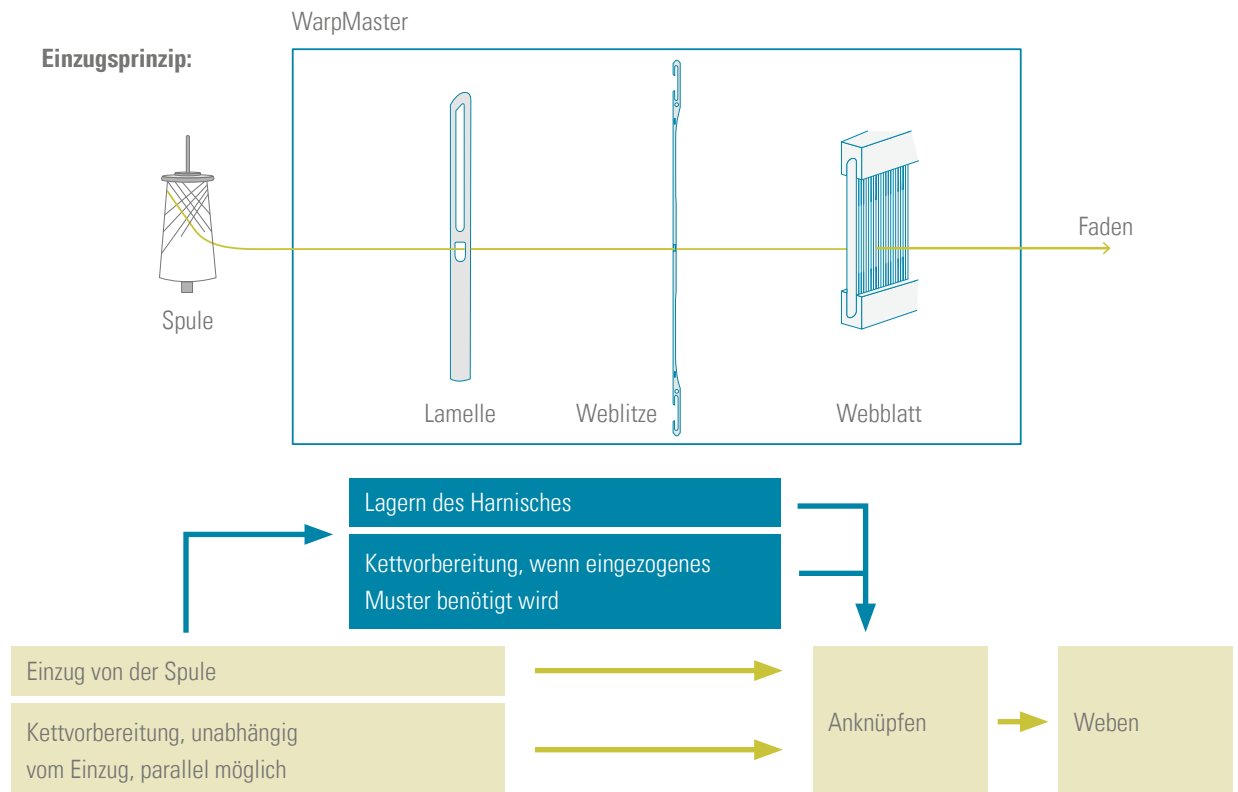 WarpMaster
Einzugsprinzip:
Faden
Spule
Lamelle
Weblitze
Webblatt
Lagern des Harnisches
Kettvorbereitung, wenn eingezogenes
Muster benötigt wird
Einzug von der Spule
Kettvorbereitung, unabhängig
vom Einzug, parallel möglich
Anknüpfen
Weben